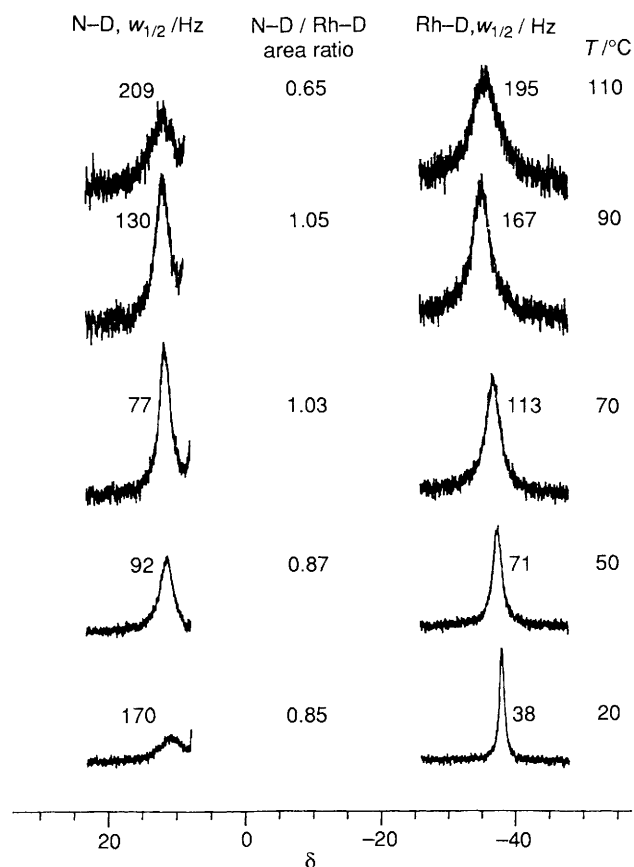 N–D, w1/2 /Hz N–D / Rh–D Rh–D, w1/2 / Hz T /°C
area ratio
209 0.65 195 110
130 1.05 167 90
77 1.03 113 70
92 0.87 71 50
170 0.85 38 20
20 0 −20 −40
δ